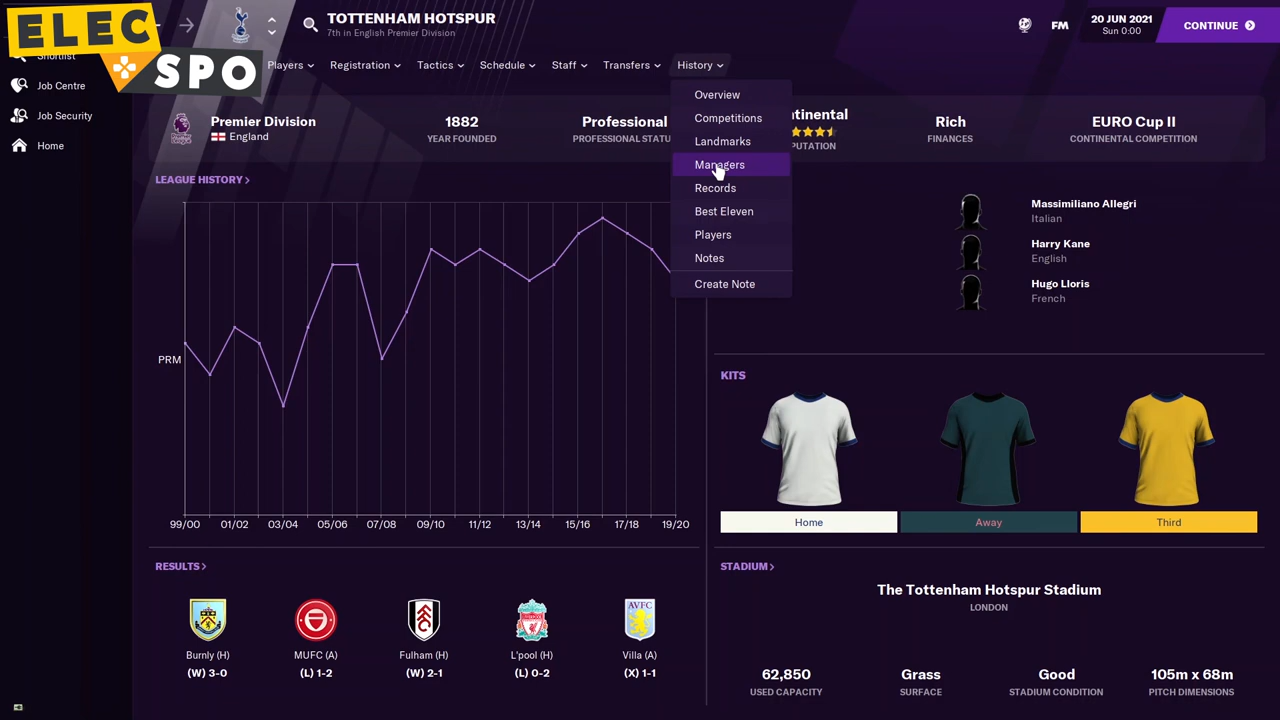 ELEC
SPO
TOTTENHAM HOTSPUR
7th in English Premier Division
FM
20 JUN 2021
Sun 0:00
CONTINUE
Shortlist
Job Centre
Job Security
Home
Players
Registration
Tactics
Schedule
Staff
Transfers
History
Overview
Competitions
Landmarks
Managers
Records
Best Eleven
Players
Notes
Create Note
Premier Division
England
1882
YEAR FOUNDED
Professional
PROFESSIONAL STATU
ntinental
PUTATION
Rich
FINANCES
EURO Cup II
CONTINENTAL COMPETITION
LEAGUE HISTORY
PRM
99/00 01/02 03/04 05/06 07/08 09/10 11/12 13/14 15/16 17/18 19/20
Massimiliano Allegri
Italian
Harry Kane
English
Hugo Lloris
French
KITS
Home
Away
Third
RESULTS
AVFC
Burnly (H)
(W) 3-0
MUFC (A)
(L) 1-2
Fulham (H)
(W) 2-1
L'pool (H)
(L) 0-2
Villa (A)
(X) 1-1
STADIUM
The Tottenham Hotspur Stadium
LONDON
62,850
USED CAPACITY
Grass
SURFACE
Good
STADIUM CONDITION
105m x 68m
PITCH DIMENSIONS